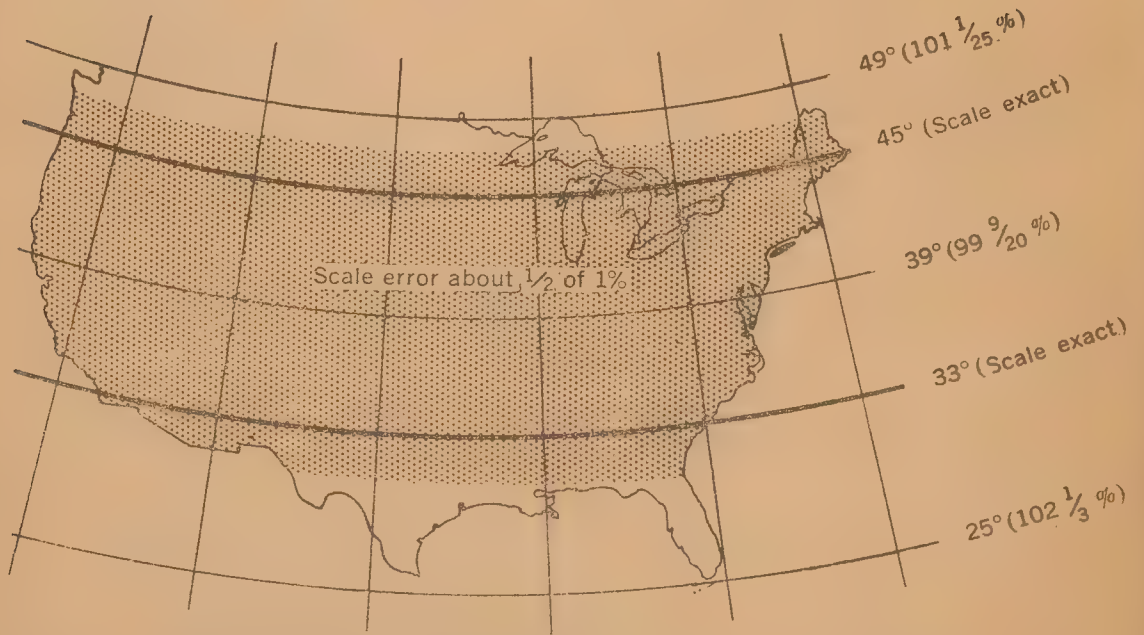 49° (101 1/25 %)
45° (Scale exact)
39° (99 9/20 %)
Scale error about 1/2 of 1%
33° (Scale exact)
25° (102 1/3 %)